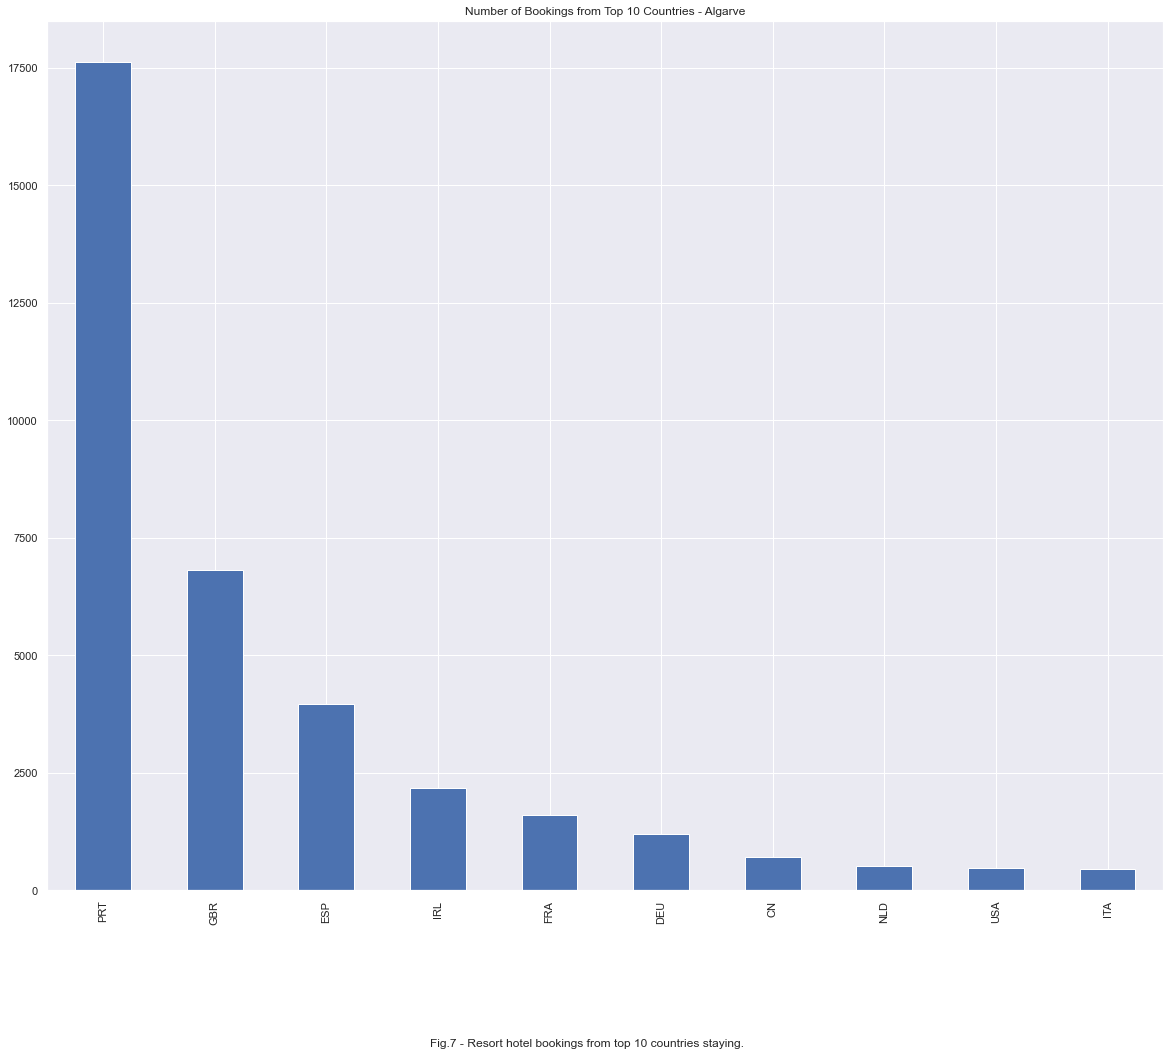 Number of Bookings from Top 10 Countries - Algarve
17500
15000
12500
10000
7500
5000
2500
0
PRT
GBR
ESP
IRL
FRA
DEU
CN
NLD
USA
ITA
Fig.7 - Resort hotel bookings from top 10 countries staying.